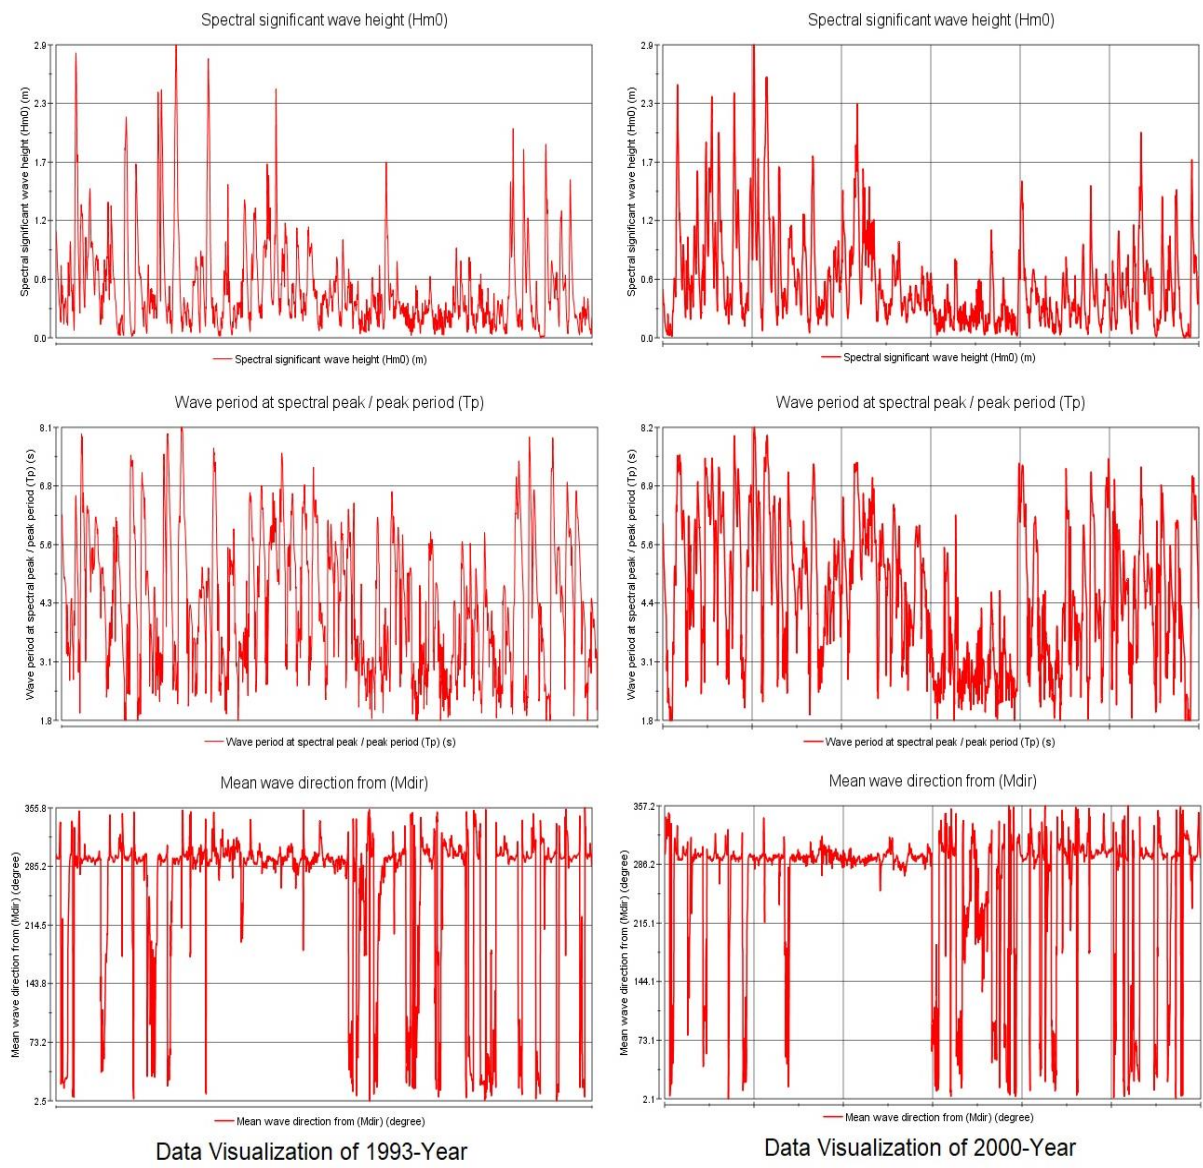 Spectral significant wave height (Hm0)
Spectral significant wave height (Hm0) (m)
2.9
2.3
1.7
1.2
0.6
0.0
Spectral significant wave height (Hm0) (m)
Spectral significant wave height (Hm0)
Spectral significant wave height (Hm0) (m)
2.9
2.3
1.7
1.2
0.6
0.0
Spectral significant wave height (Hm0) (m)
Wave period at spectral peak / peak period (Tp)
Wave period at spectral peak / peak period (Tp) (s)
8.1
6.8
5.6
4.3
3.1
1.8
Wave period at spectral peak / peak period (Tp) (s)
Wave period at spectral peak / peak period (Tp)
Wave period at spectral peak / peak period (Tp) (s)
8.2
6.9
5.6
4.4
3.1
1.8
Wave period at spectral peak / peak period (Tp) (s)
Mean wave direction from (Mdir)
Mean wave direction from (Mdir) (degree)
355.8
285.2
214.5
143.8
73.2
2.5
Mean wave direction from (Mdir) (degree)
Data Visualization of 1993-Year
Mean wave direction from (Mdir)
Mean wave direction from (Mdir) (degree)
357.2
286.2
215.1
144.1
73.1
2.1
Mean wave direction from (Mdir) (degree)
Data Visualization of 2000-Year